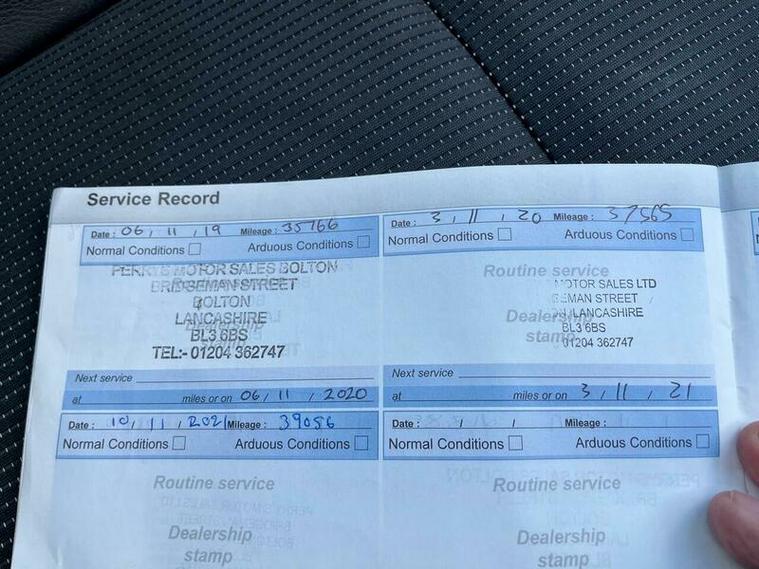 Service Record
Date: 06, 11, 19 Mileage: 35766
Normal Conditions Arduous Conditions
PERRYS MOTOR SALES BOLTON
BRIDGEMAN STREET
BOLTON
LANCASHIRE
BL3 6BS
TEL:- 01204 362747
Next service
at miles or on 06, 11, 2020
Date: 3, 11, 20 Mileage: 37565
Normal Conditions Arduous Conditions
Routine service
MOTOR SALES LTD
GEMAN STREET
Dealership
LANCASHIRE
stamp
BL3 6BS
01204 362747
Next service
at miles or on 3, 11, 21
Date: 10, 11, 2021 Mileage: 39056
Normal Conditions Arduous Conditions
Routine service
Dealership
stamp
Date: / / Mileage:
Normal Conditions Arduous Conditions
Routine service
Dealership
stamp